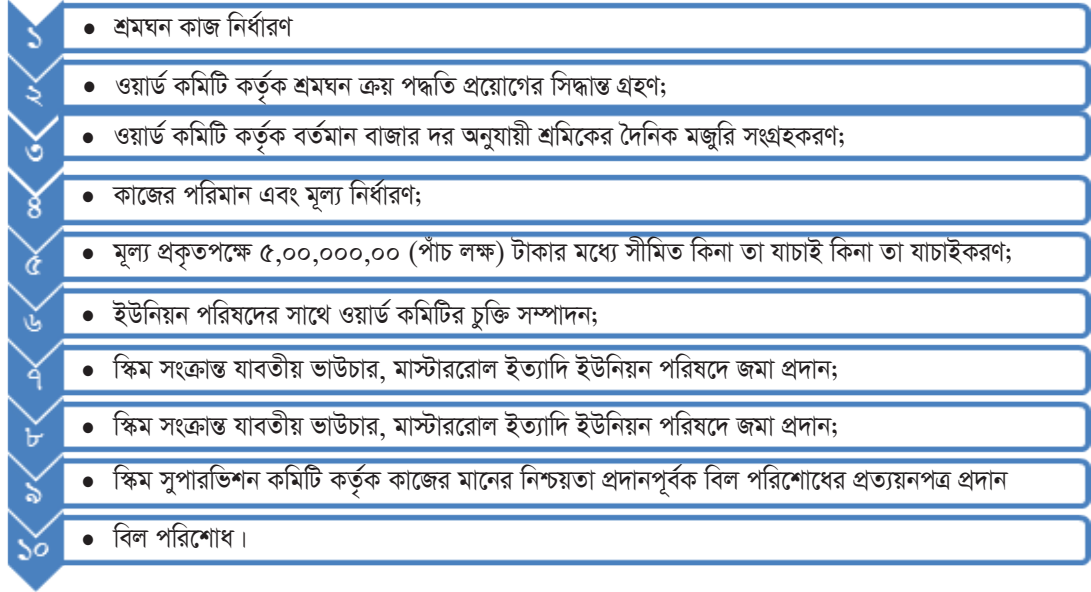 ১ • শ্রমঘন কাজ নির্ধারণ
২ • ওয়ার্ড কমিটি কর্তৃক শ্রমঘন ক্রয় পদ্ধতি প্রয়োগের সিদ্ধান্ত গ্রহণ;
৩ • ওয়ার্ড কমিটি কর্তৃক বর্তমান বাজার দর অনুযায়ী শ্রমিকের দৈনিক মজুরি সংগ্রহকরণ;
৪ • কাজের পরিমান এবং মূল্য নির্ধারণ;
৫ • মূল্য প্রকৃতপক্ষে ৫,০০,০০০,০০ (পাঁচ লক্ষ) টাকার মধ্যে সীমিত কিনা তা যাচাই কিনা তা যাচাইকরণ;
৬ • ইউনিয়ন পরিষদের সাথে ওয়ার্ড কমিটির চুক্তি সম্পাদন;
৭ • স্কিম সংক্রান্ত যাবতীয় ভাউচার, মাস্টাররোল ইত্যাদি ইউনিয়ন পরিষদে জমা প্রদান;
৮ • স্কিম সংক্রান্ত যাবতীয় ভাউচার, মাস্টাররোল ইত্যাদি ইউনিয়ন পরিষদে জমা প্রদান;
৯ • স্কিম সুপারভিশন কমিটি কর্তৃক কাজের মানের নিশ্চয়তা প্রদানপূর্বক বিল পরিশোধের প্রত্যয়নপত্র প্রদান
১০ • বিল পরিশোধ।